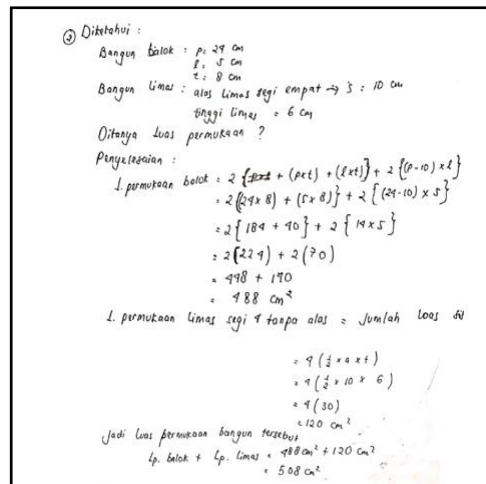 ② Diketahui :
Bangun balok : p = 24 cm
l = 5 cm
t = 8 cm
Bangun limas : alas limas segi empat → s = 10 cm
tinggi limas = 6 cm
Ditanya luas permukaan ?
Penyelesaian :
l. permukaan balok = 2 { + (pxt) + (lxt)} + 2 {(p-10) x l}
= 2 {(24 x 8) + (5 x 8)} + 2 {(24-10) x 5}
= 2 { 184 + 40 } + 2 { 14 x 5 }
= 2 (224) + 2 (70)
= 448 + 140
= 488 cm²
l. permukaan limas segi 4 tanpa alas = Jumlah luas
= 4 (½ x a x t)
= 4 (½ x 10 x 6)
= 4 (30)
= 120 cm²
Jadi luas permukaan bangun tersebut
Lp. balok + Lp. limas = 488 cm² + 120 cm²
= 508 cm²